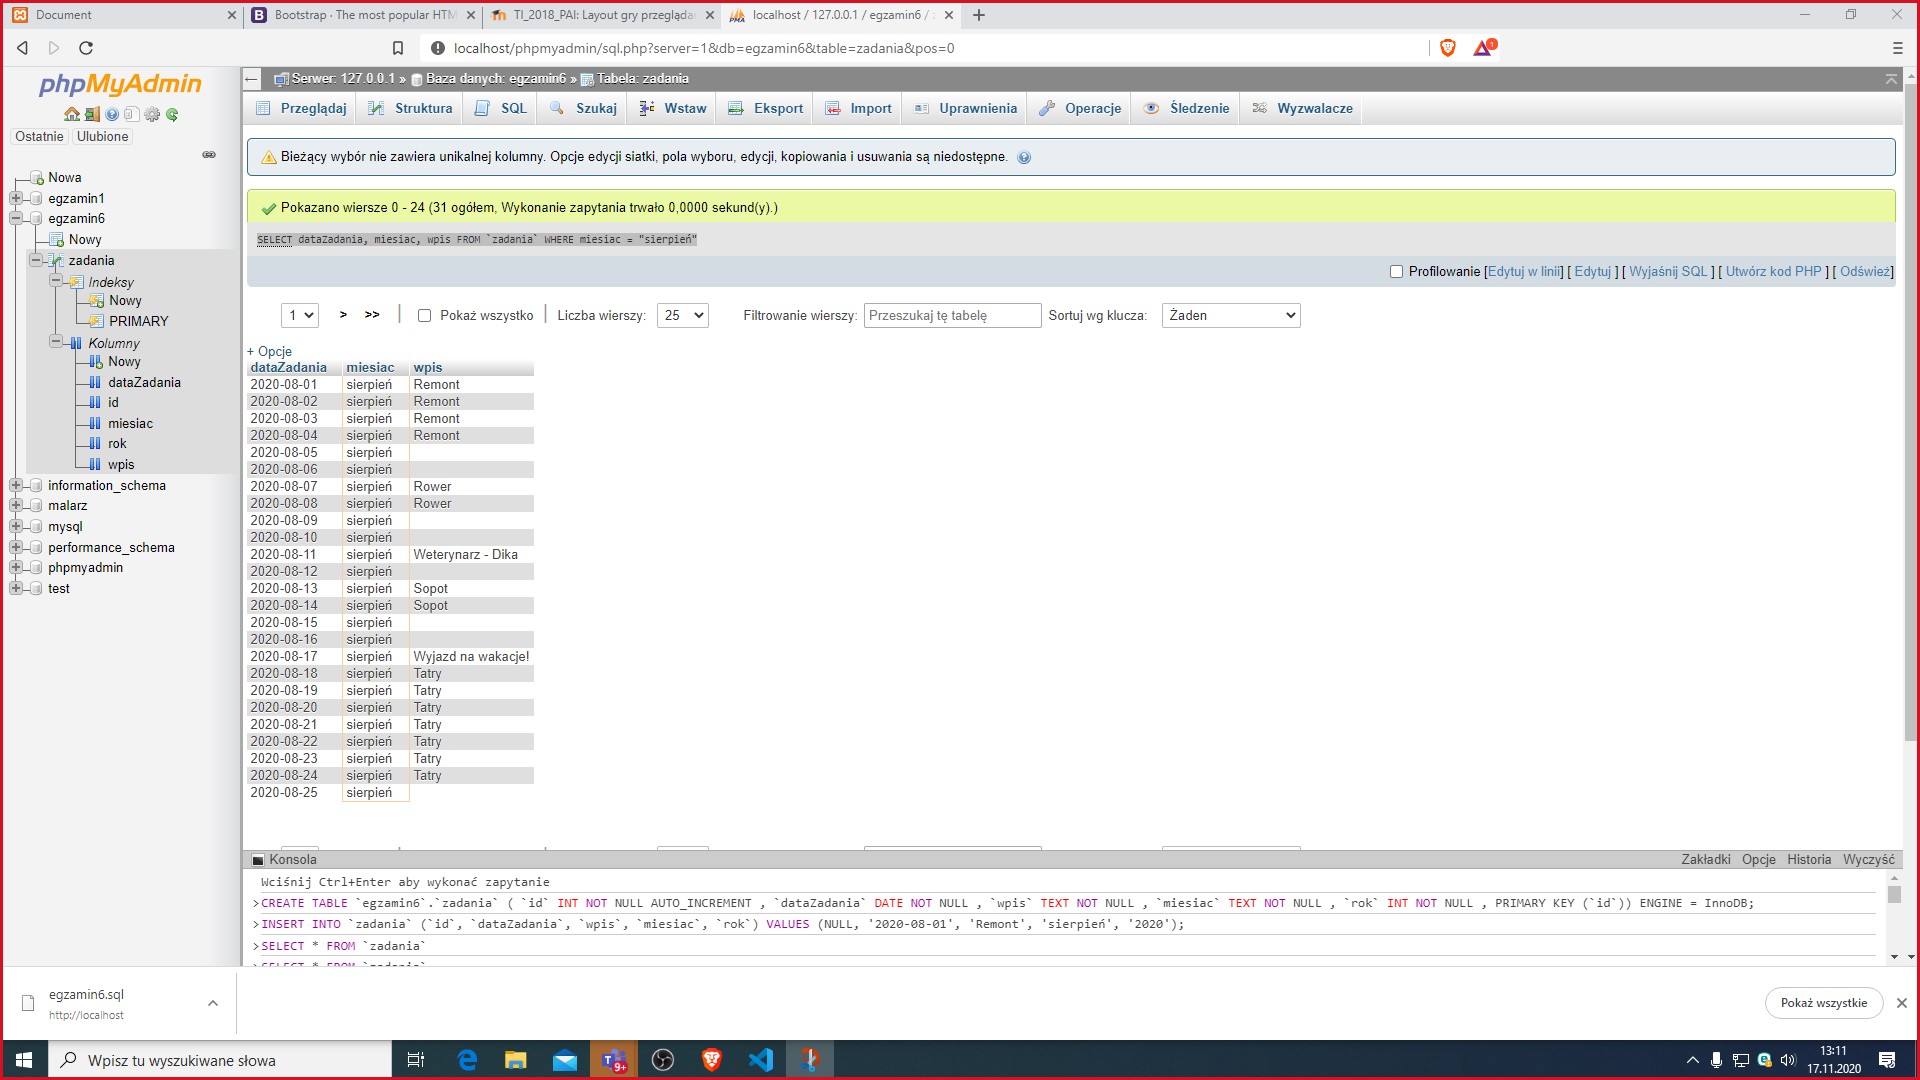 Document
Bootstrap · The most popular HTM
TI_2018_PAI: Layout gry przegląda
localhost / 127.0.0.1 / egzamin6 /
localhost/phpmyadmin/sql.php?server=1&db=egzamin6&table=zadania&pos=0
1
phpMyAdmin
Ostatnie
Ulubione
Nowa
egzamin1
egzamin6
Nowy
zadania
Indeksy
Nowy
PRIMARY
Kolumny
Nowy
dataZadania
id
miesiac
rok
wpis
information_schema
malarz
mysql
performance_schema
phpmyadmin
test
Serwer: 127.0.0.1 » Baza danych: egzamin6 » Tabela: zadania
Przeglądaj Struktura SQL Szukaj Wstaw Eksport Import Uprawnienia Operacje Śledzenie Wyzwalacze
Bieżący wybór nie zawiera unikalnej kolumny. Opcje edycji siatki, pola wyboru, edycji, kopiowania i usuwania są niedostępne.
Pokazano wiersze 0 - 24 (31 ogółem, Wykonanie zapytania trwało 0,0000 sekund(y).)
SELECT dataZadania, miesiac, wpis FROM `zadania` WHERE miesiac = "sierpień"
Profilowanie [Edytuj w linii] [ Edytuj ] [ Wyjaśnij SQL ] [ Utwórz kod PHP ] [ Odśwież]
1 > >> | Pokaż wszystko | Liczba wierszy: 25 Filtrowanie wierszy: Przeszukaj tę tabelę Sortuj wg klucza: Żaden
+ Opcje
dataZadania miesiac wpis
2020-08-01 sierpień Remont
2020-08-02 sierpień Remont
2020-08-03 sierpień Remont
2020-08-04 sierpień Remont
2020-08-05 sierpień
2020-08-06 sierpień
2020-08-07 sierpień Rower
2020-08-08 sierpień Rower
2020-08-09 sierpień
2020-08-10 sierpień
2020-08-11 sierpień Weterynarz - Dika
2020-08-12 sierpień
2020-08-13 sierpień Sopot
2020-08-14 sierpień Sopot
2020-08-15 sierpień
2020-08-16 sierpień
2020-08-17 sierpień Wyjazd na wakacje!
2020-08-18 sierpień Tatry
2020-08-19 sierpień Tatry
2020-08-20 sierpień Tatry
2020-08-21 sierpień Tatry
2020-08-22 sierpień Tatry
2020-08-23 sierpień Tatry
2020-08-24 sierpień Tatry
2020-08-25 sierpień
Konsola
Zakładki Opcje Historia Wyczyść
Wciśnij Ctrl+Enter aby wykonać zapytanie
>CREATE TABLE `egzamin6`.`zadania` ( `id` INT NOT NULL AUTO_INCREMENT , `dataZadania` DATE NOT NULL , `wpis` TEXT NOT NULL , `miesiac` TEXT NOT NULL , `rok` INT NOT NULL , PRIMARY KEY (`id`)) ENGINE = InnoDB;
>INSERT INTO `zadania` (`id`, `dataZadania`, `wpis`, `miesiac`, `rok`) VALUES (NULL, '2020-08-01', 'Remont', 'sierpień', '2020');
>SELECT * FROM `zadania`
>SELECT * FROM `zadania`
egzamin6.sql
http://localhost
Pokaż wszystkie
Wpisz tu wyszukiwane słowa
9+
13:11
17.11.2020